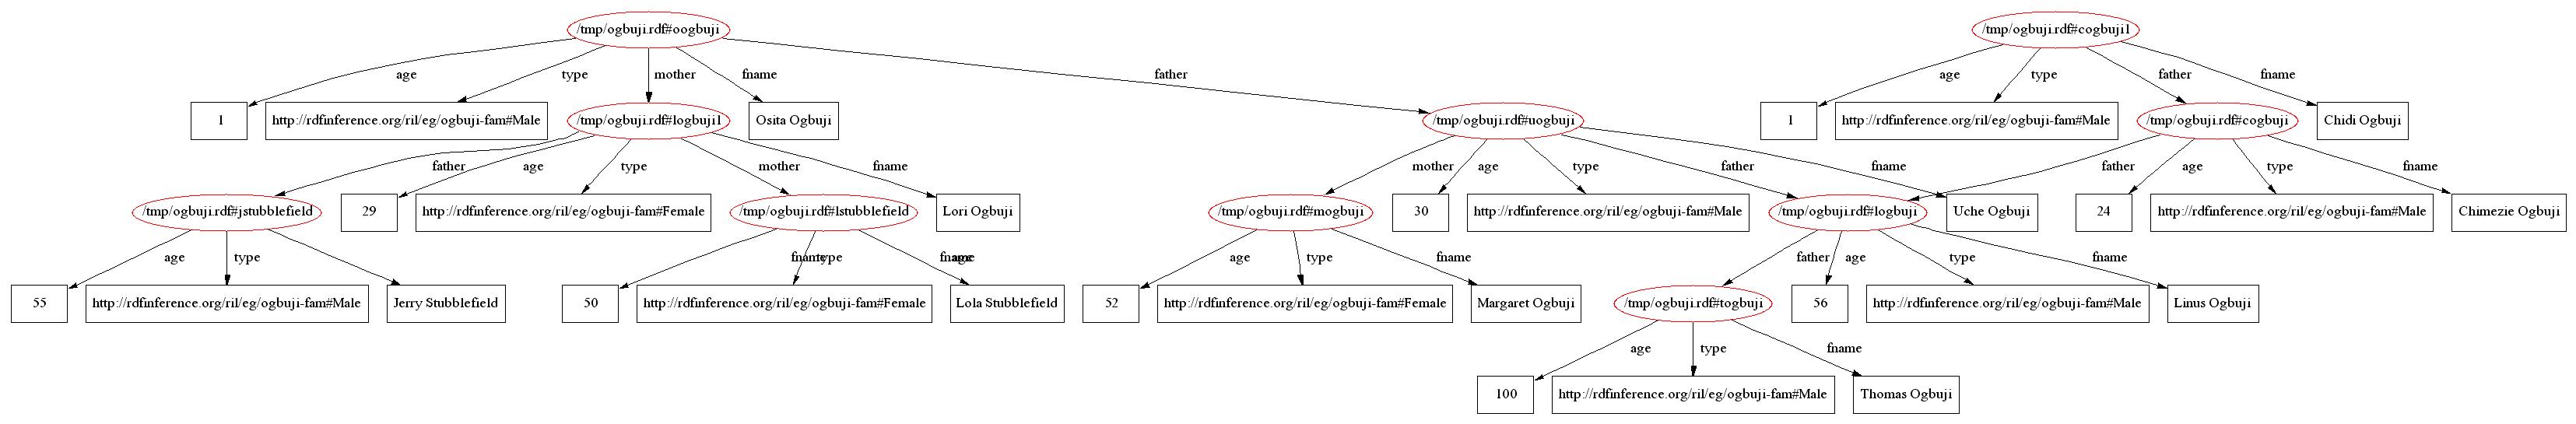 /tmp/ogbuji.rdf#oogbuji
/tmp/ogbuji.rdf#cogbuji1
age
type
mother
fname
father
age
type
father
fname
1
http://rdfinference.org/ril/eg/ogbuji-fam#Male
/tmp/ogbuji.rdf#logbuji1
Osita Ogbuji
/tmp/ogbuji.rdf#uogbuji
1
http://rdfinference.org/ril/eg/ogbuji-fam#Male
/tmp/ogbuji.rdf#cogbuji
Chidi Ogbuji
father
age
type
mother
fname
mother
age
type
father
fname
father
age
type
fname
/tmp/ogbuji.rdf#jstubblefield
29
http://rdfinference.org/ril/eg/ogbuji-fam#Female
/tmp/ogbuji.rdf#lstubblefield
Lori Ogbuji
/tmp/ogbuji.rdf#mogbuji
30
http://rdfinference.org/ril/eg/ogbuji-fam#Male
/tmp/ogbuji.rdf#logbuji
Uche Ogbuji
24
http://rdfinference.org/ril/eg/ogbuji-fam#Male
Chimezie Ogbuji
age
type
fname
type
fname
age
age
type
fname
father
age
type
fname
55
http://rdfinference.org/ril/eg/ogbuji-fam#Male
Jerry Stubblefield
50
http://rdfinference.org/ril/eg/ogbuji-fam#Female
Lola Stubblefield
52
http://rdfinference.org/ril/eg/ogbuji-fam#Female
Margaret Ogbuji
/tmp/ogbuji.rdf#togbuji
56
http://rdfinference.org/ril/eg/ogbuji-fam#Male
Linus Ogbuji
age
type
fname
100
http://rdfinference.org/ril/eg/ogbuji-fam#Male
Thomas Ogbuji